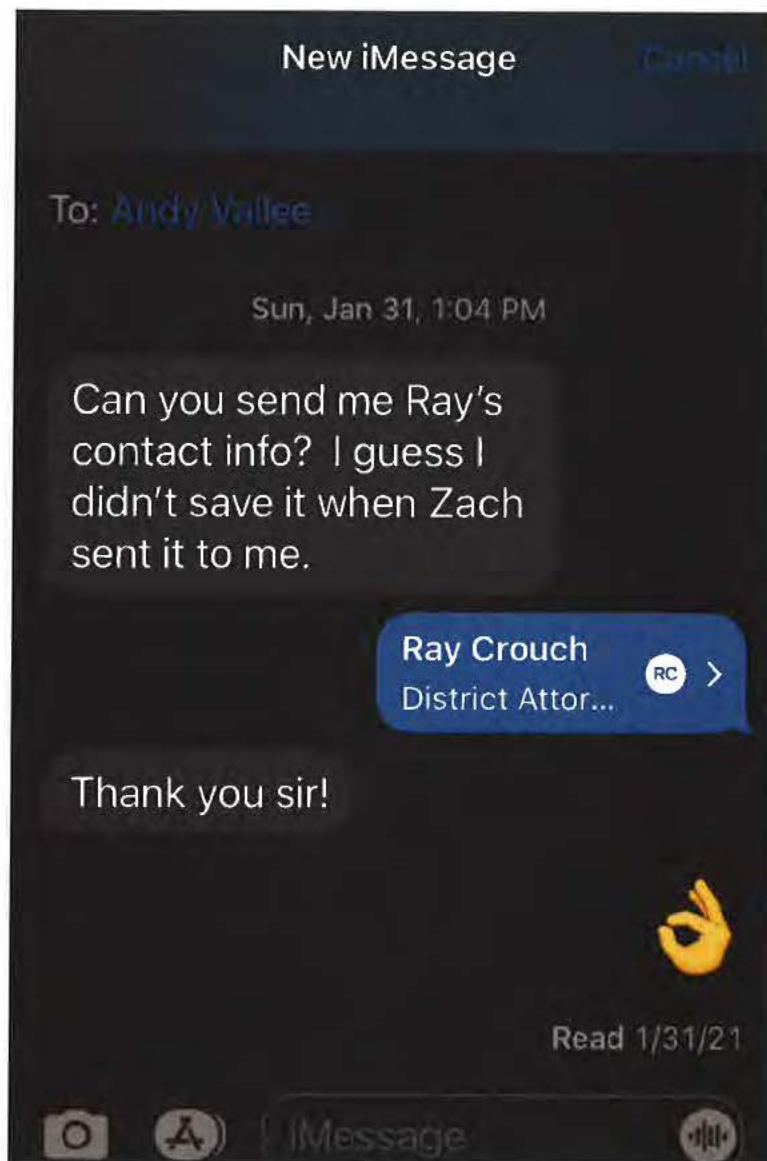 New iMessage
Cancel
To: Andy Vallee
Sun, Jan 31, 1:04 PM
Can you send me Ray's
contact info? I guess I
didn't save it when Zach
sent it to me.
Ray Crouch
RC
District Attor...
Thank you sir!
Read 1/31/21
iMessage